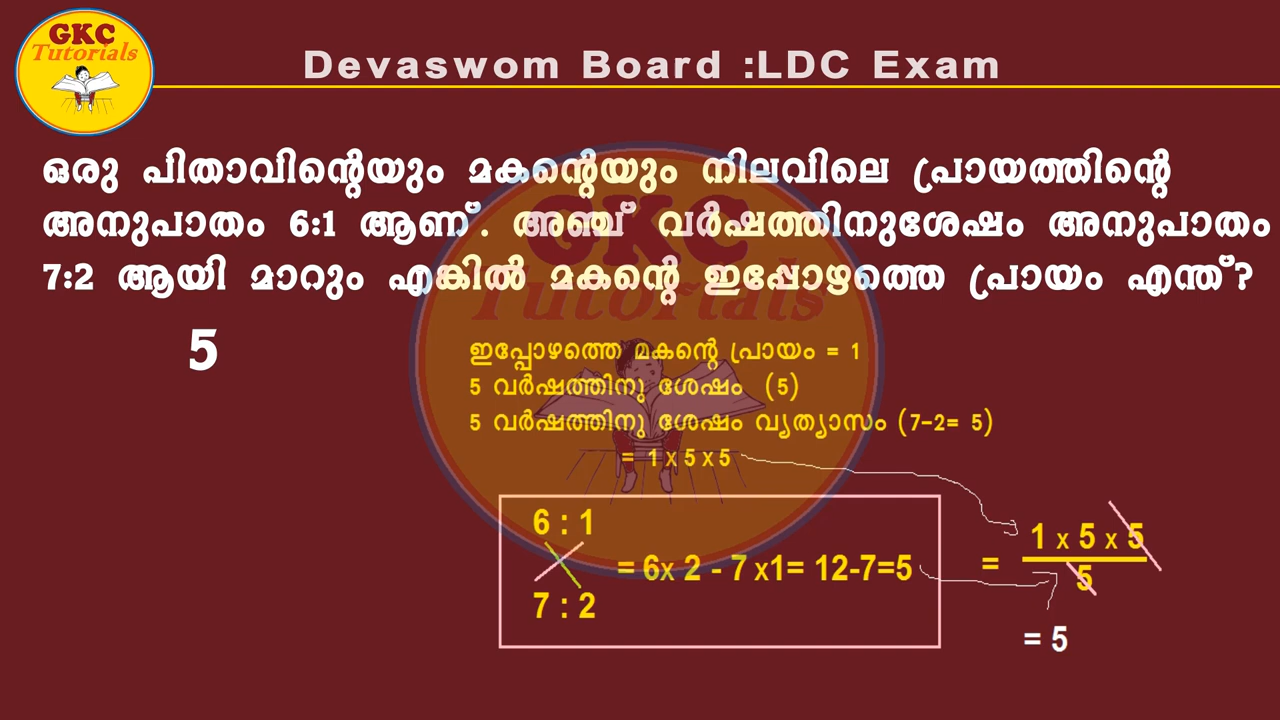 GKC
Tutorials
Devaswom Board :LDC Exam
ഒരു പിതാവിന്റെയും മകന്റെയും നിലവിലെ പ്രായത്തിന്റെ
അനുപാതം 6:1 ആണ്. അഞ്ച് വർഷത്തിനുശേഷം അനുപാതം
7:2 ആയി മാറും എങ്കിൽ മകന്റെ ഇപ്പോഴത്തെ പ്രായം എന്ത്?
5
GKC
Tutorials
ഇപ്പോഴത്തെ മകന്റെ പ്രായം = 1
5 വർഷത്തിനു ശേഷം (5)
5 വർഷത്തിനു ശേഷം വ്യത്യാസം (7-2= 5)
= 1 x 5 x 5
6 : 1
= 6x 2 - 7 x1= 12-7=5
7 : 2
= 1 x 5 x 5
5
= 5